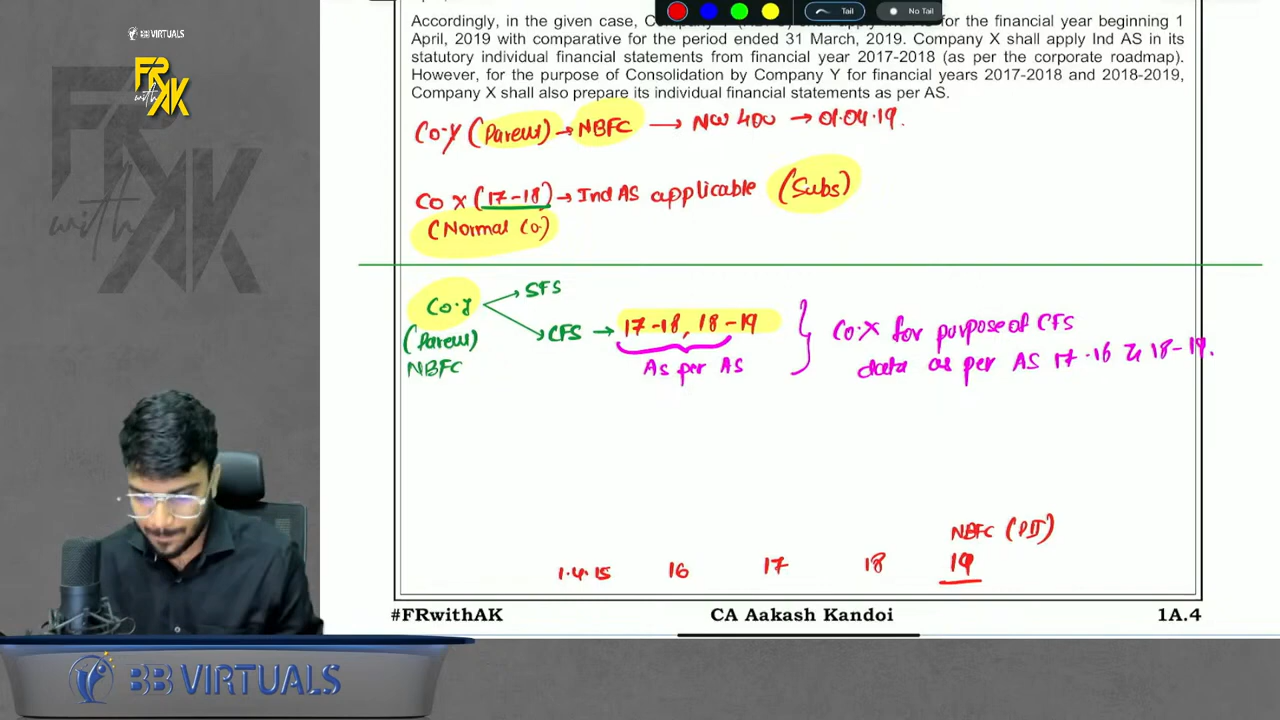 BB VIRTUALS
FR
AK
with
Tail
No Tail
Accordingly, in the given case, for the financial year beginning 1
April, 2019 with comparative for the period ended 31 March, 2019. Company X shall apply Ind AS in its
statutory individual financial statements from financial year 2017-2018 (as per the corporate roadmap).
However, for the purpose of Consolidation by Company Y for financial years 2017-2018 and 2018-2019,
Company X shall also prepare its individual financial statements as per AS.
Co·Y (Parent) → NBFC → NW 400 → 01.04.19.
Co X (17-18) → Ind AS applicable (Subs)
(Normal Co)
Co·Y → SFS
→ CFS → 17-18, 18-19
(Parent)
NBFC
As per AS
Co·X for purpose of CFS
data as per AS 17-18 & 18-19.
NBFC (PII)
1.4.15 16 17 18 19
#FRwithAK CA Aakash Kandoi 1A.4
BB VIRTUALS